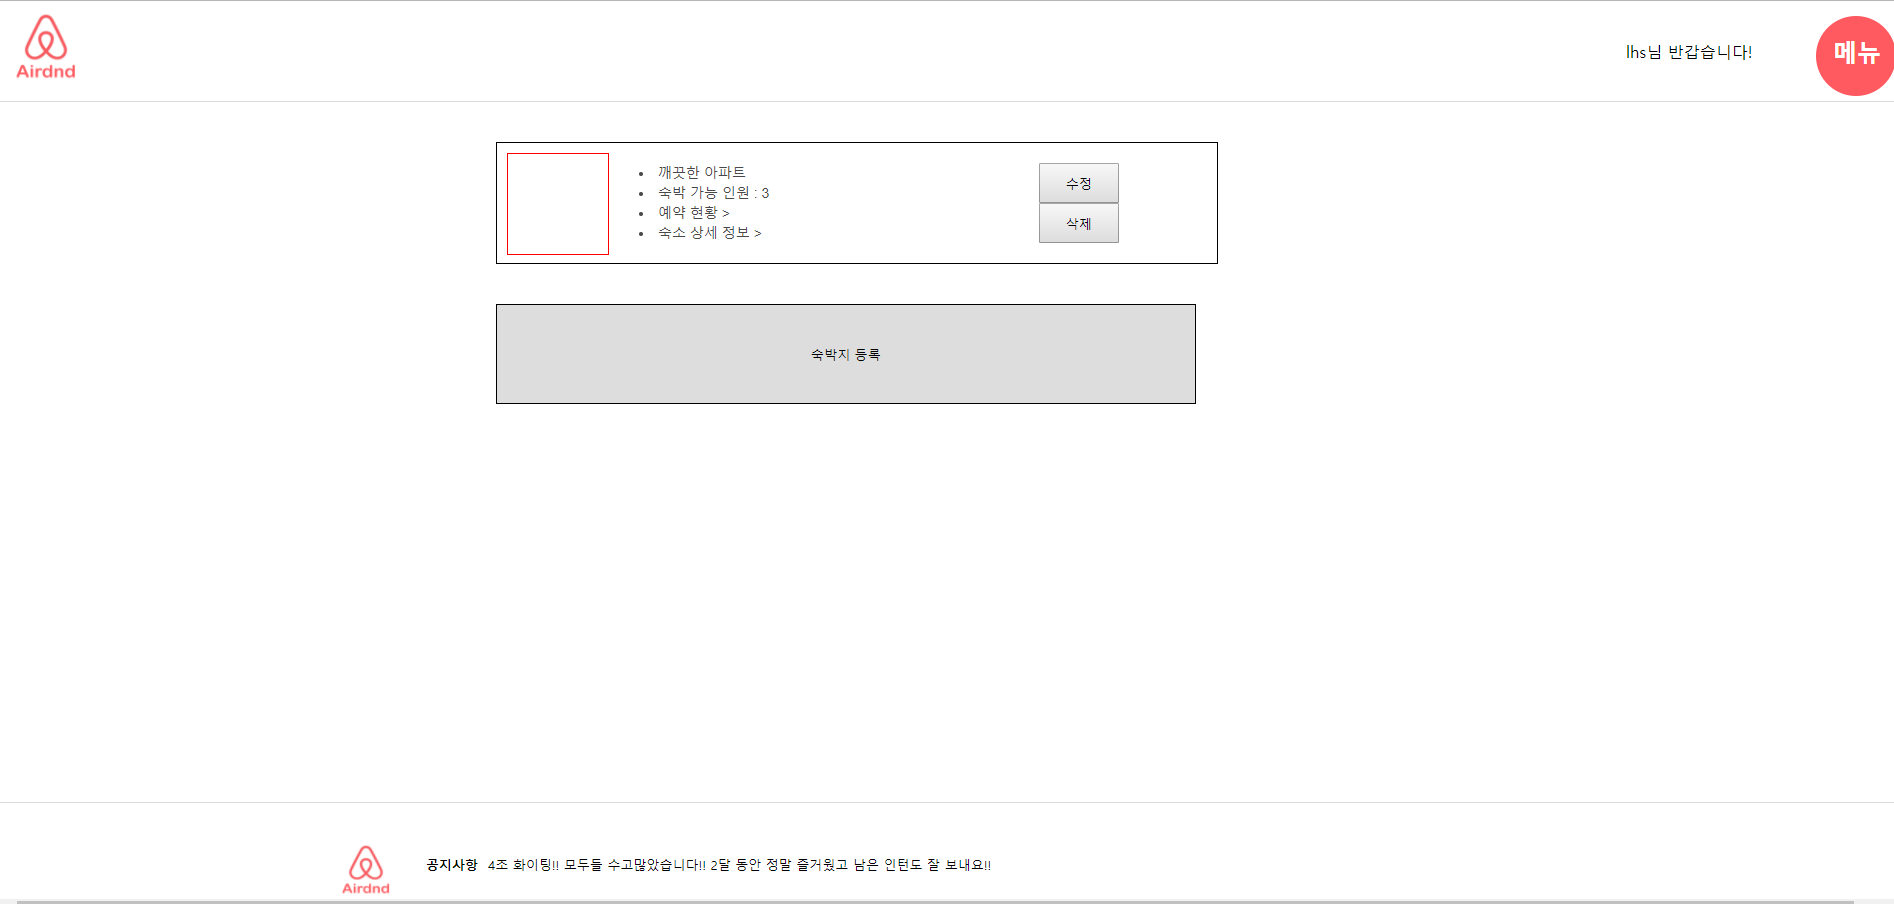 Airdnd
lhs님 반갑습니다!
메뉴
깨끗한 아파트
숙박 가능 인원 : 3
예약 현황 >
숙소 상세 정보 >
수정
삭제
숙박지 등록
Airdnd
공지사항 4조 화이팅!! 모두들 수고많았습니다!! 2달 동안 정말 즐거웠고 남은 인턴도 잘 보내요!!